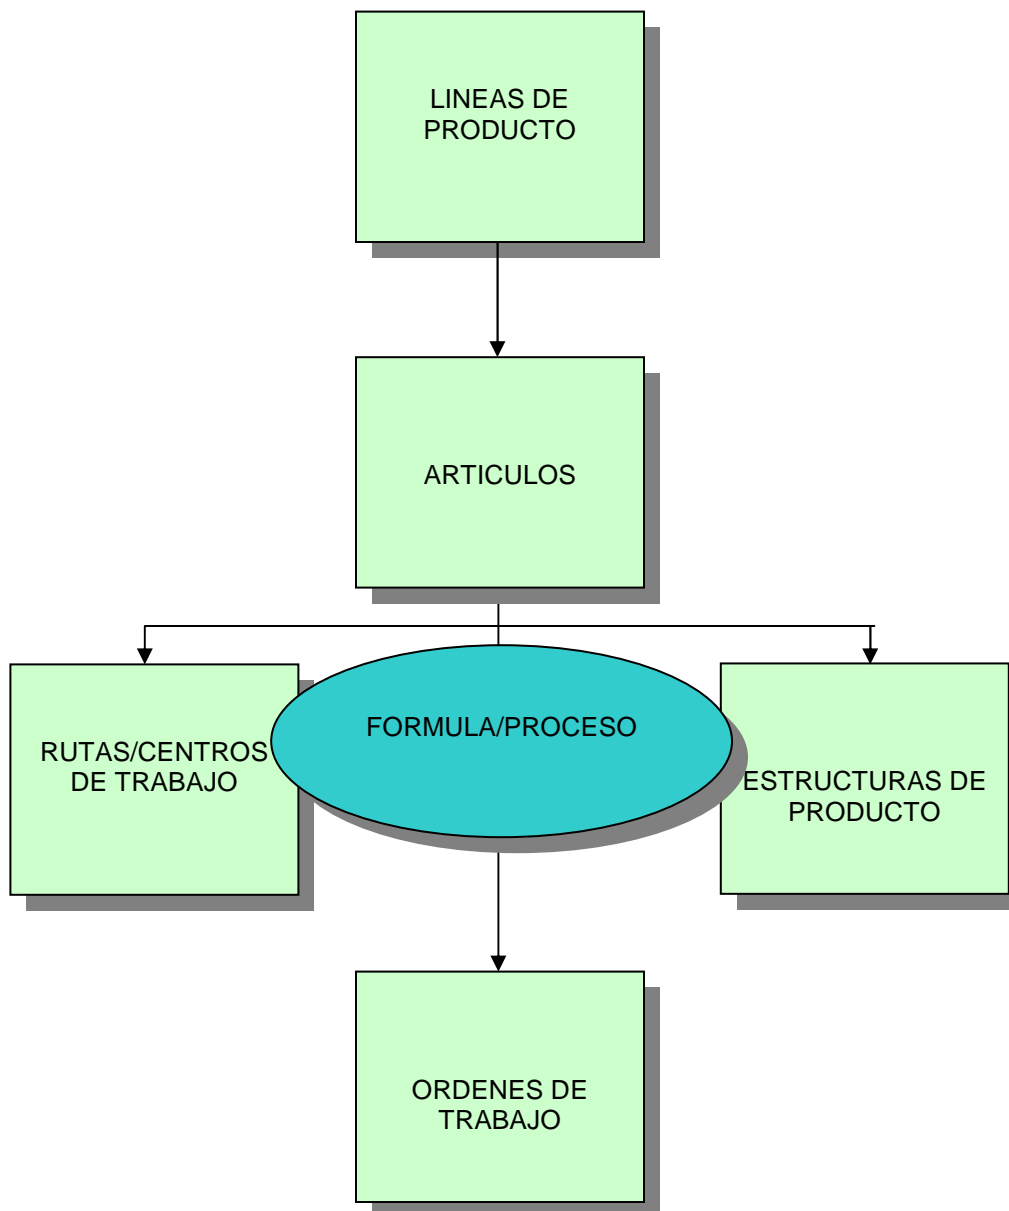 LINEAS DE
PRODUCTO
ARTICULOS
RUTAS/CENTROS
DE TRABAJO
FORMULA/PROCESO
ESTRUCTURAS DE
PRODUCTO
ORDENES DE
TRABAJO